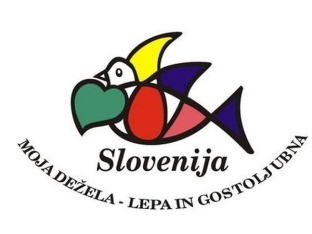 Slovenija
MOJA DEŽELA - LEPA IN GOSTOLJUBNA